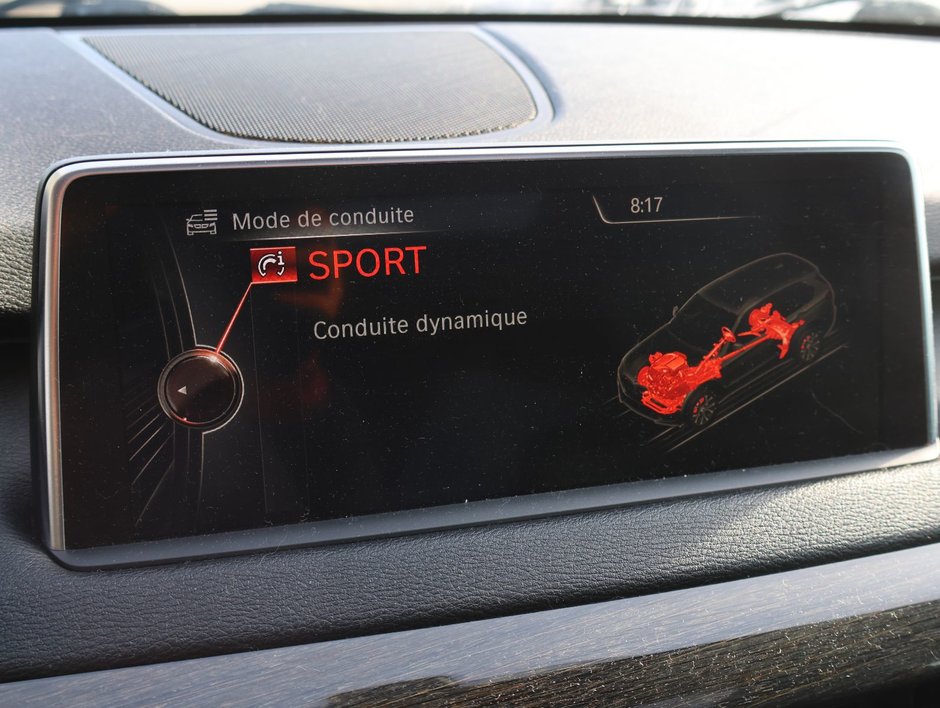 Mode de conduite
8:17
SPORT
Conduite dynamique